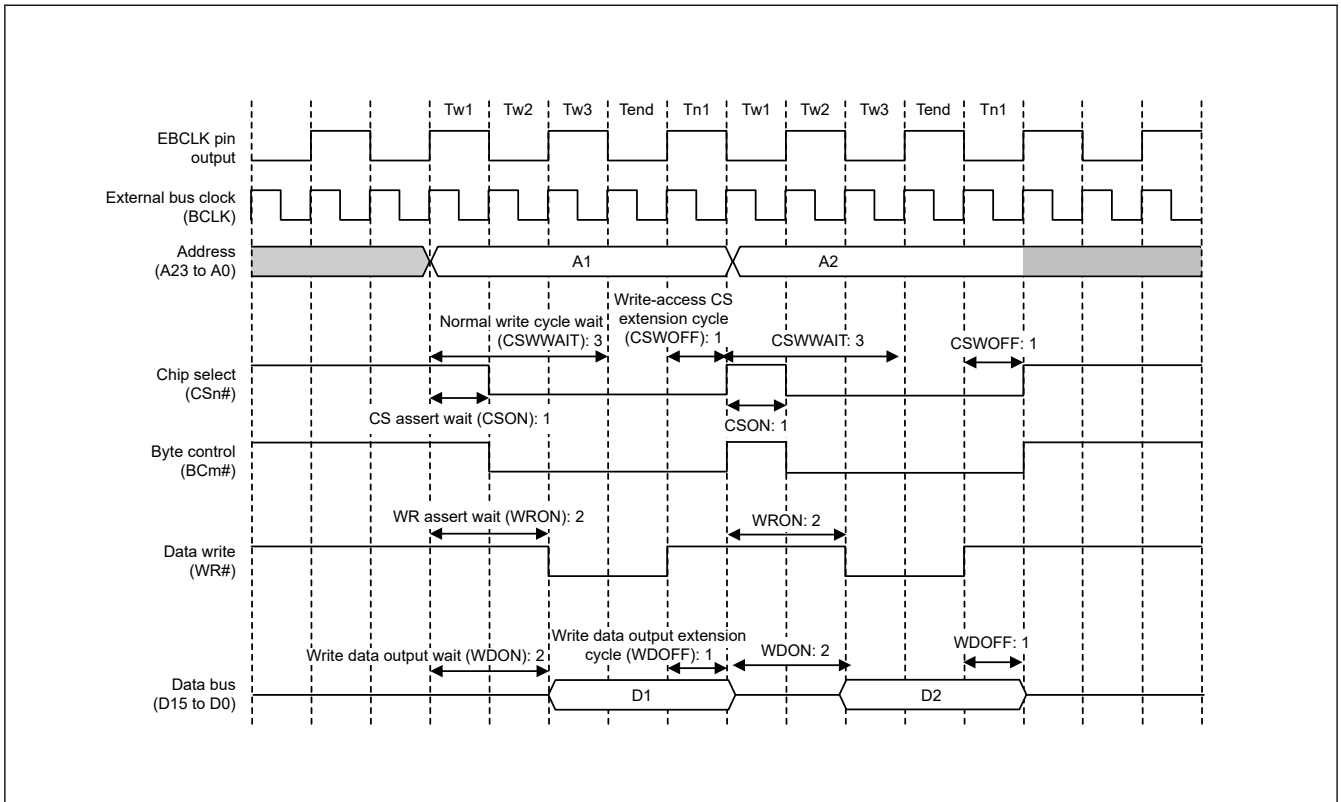 Tw1 Tw2 Tw3 Tend Tn1 Tw1 Tw2 Tw3 Tend Tn1
EBCLK pin
output
External bus clock
(BCLK)
Address
(A23 to A0)
A1
A2
Write-access CS
extension cycle
(CSWOFF): 1
Normal write cycle wait
(CSWWAIT): 3
CSWWAIT: 3
CSWOFF: 1
Chip select
(CSn#)
CS assert wait (CSON): 1
CSON: 1
Byte control
(BCm#)
WR assert wait (WRON): 2
WRON: 2
Data write
(WR#)
Write data output extension
cycle (WDOFF): 1
Write data output wait (WDON): 2
WDON: 2
WDOFF: 1
Data bus
(D15 to D0)
D1
D2